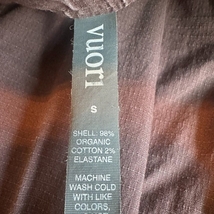 vuori
S
SHELL: 98%
ORGANIC
COTTON 2%
ELASTANE
MACHINE
WASH COLD
WITH LIKE
COLORS,